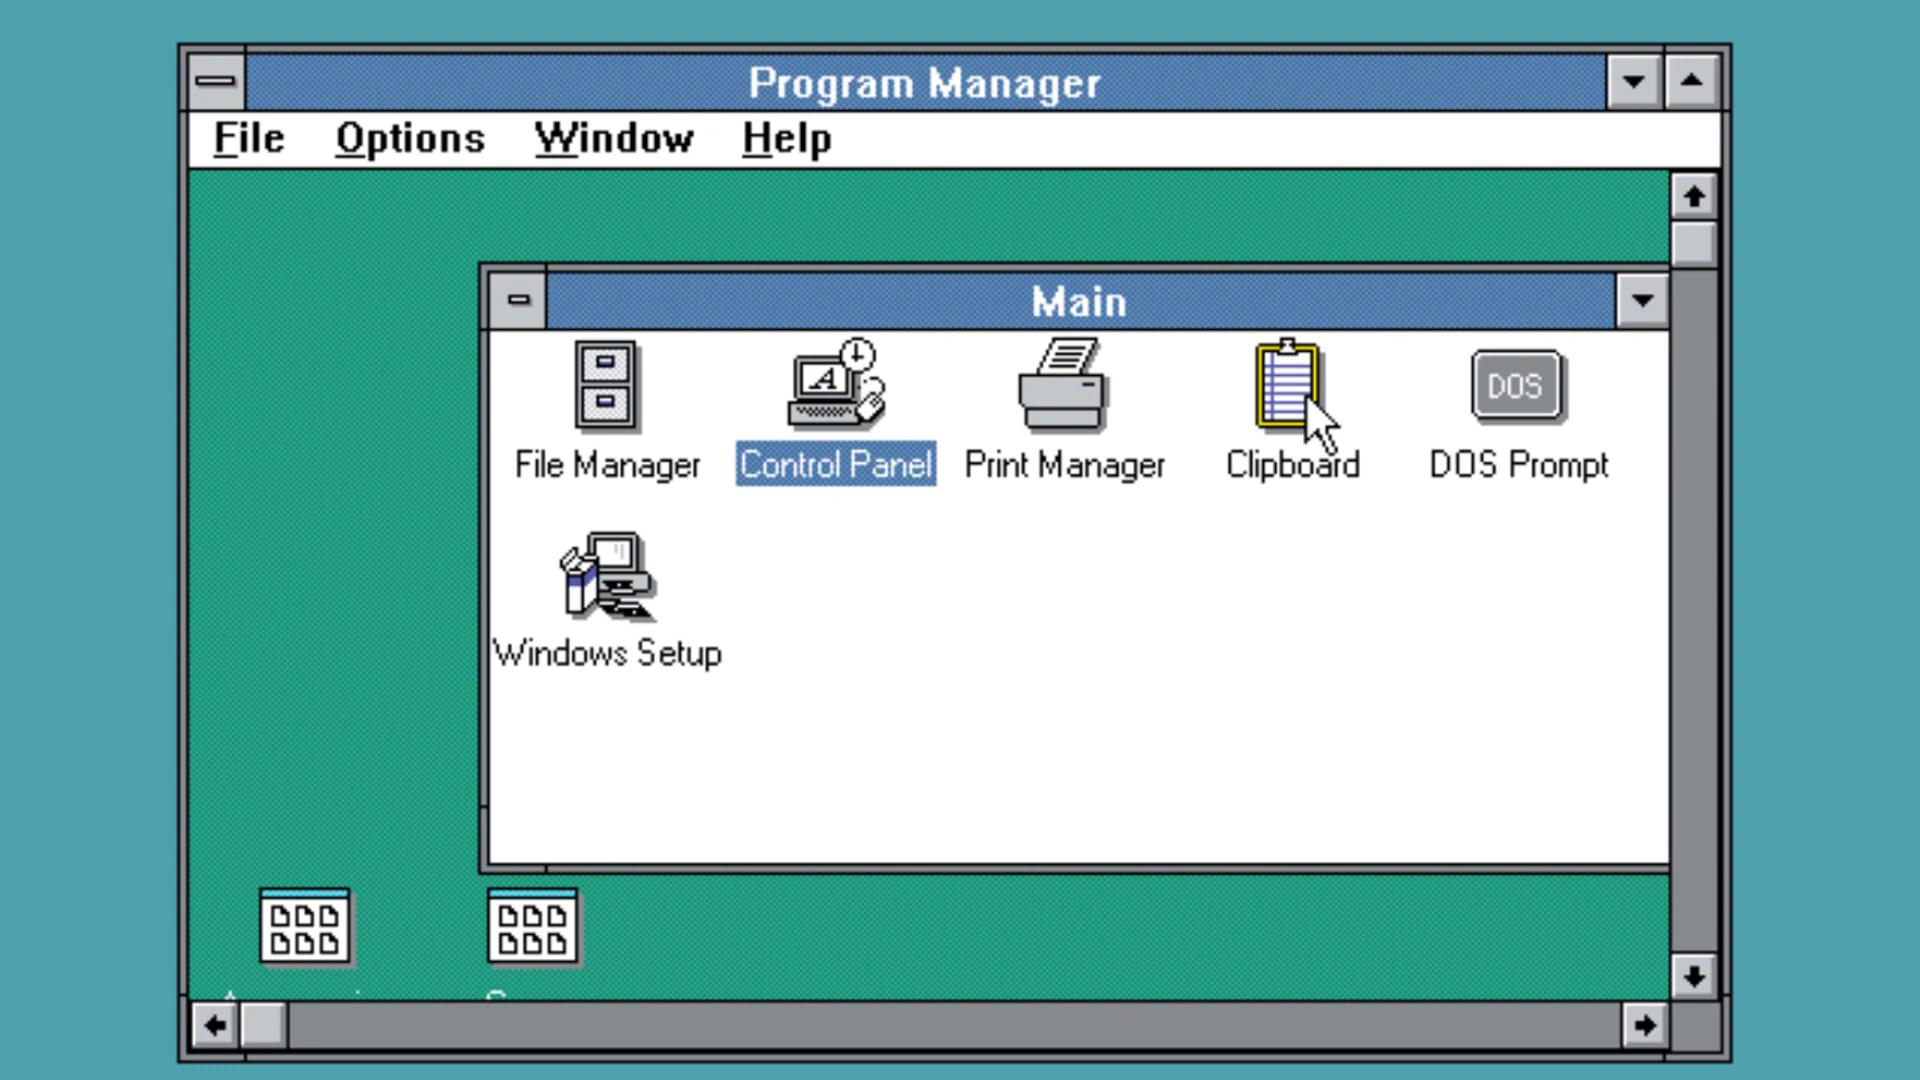 Program Manager
File Options Window Help
Main
A
DOS
File Manager Control Panel Print Manager Clipboard DOS Prompt
Windows Setup